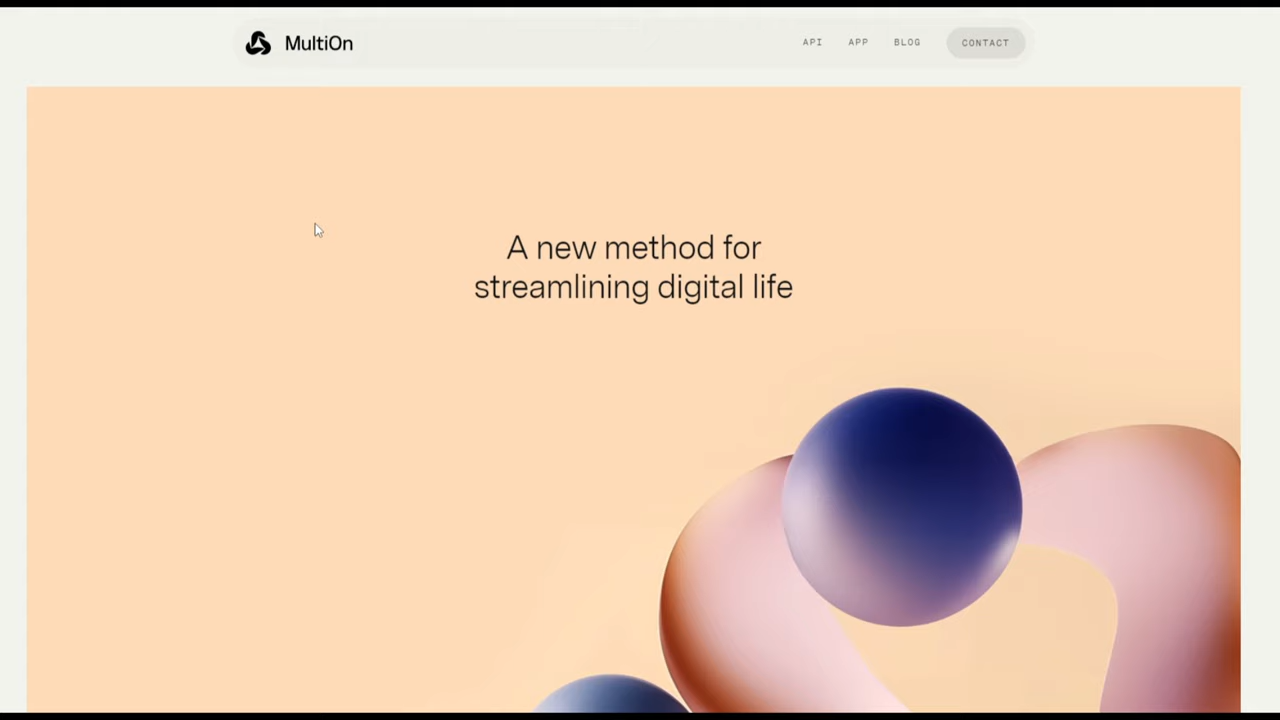 MultiOn
API APP BLOG CONTACT
A new method for
streamlining digital life